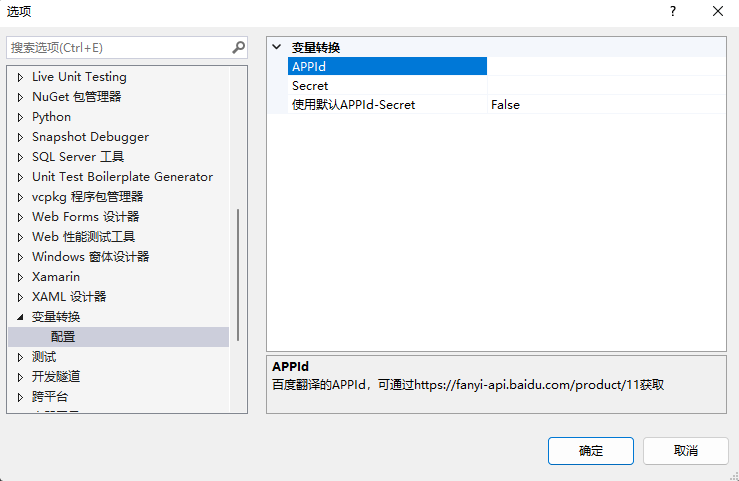 选项
搜索选项(Ctrl+E)
Live Unit Testing
NuGet 包管理器
Python
Snapshot Debugger
SQL Server 工具
Unit Test Boilerplate Generator
vcpkg 程序包管理器
Web Forms 设计器
Web 性能测试工具
Windows 窗体设计器
Xamarin
XAML 设计器
变量转换
配置
测试
开发隧道
跨平台
变量转换
APPId
Secret
使用默认APPId-Secret False
APPId
百度翻译的APPId，可通过https://fanyi-api.baidu.com/product/11获取
确定
取消